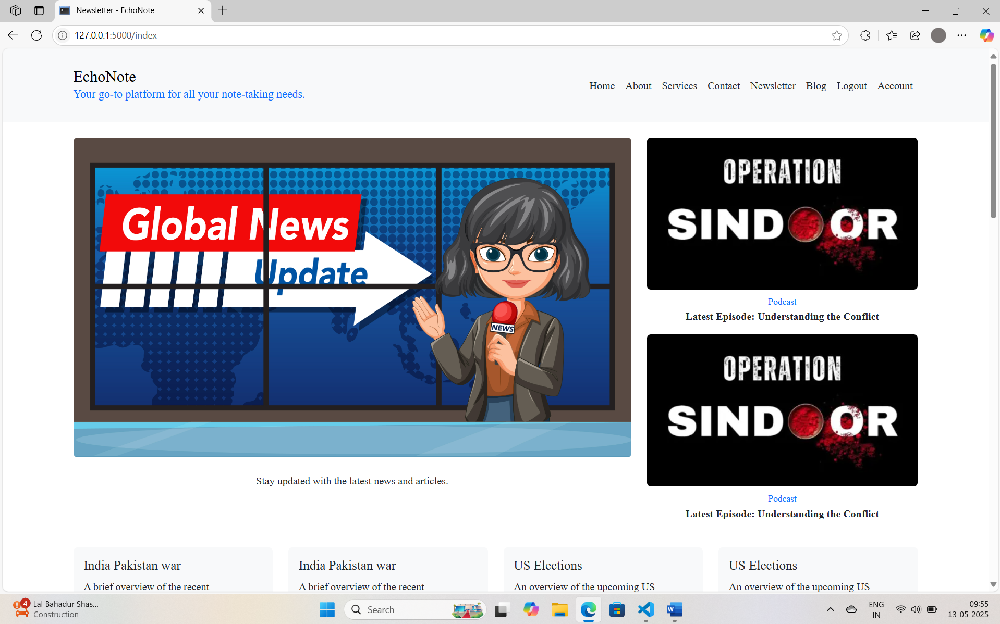 Newsletter - EchoNote
127.0.0.1:5000/index
EchoNote
Your go-to platform for all your note-taking needs.
Home About Services Contact Newsletter Blog Logout Account
Global News
Update
NEWS
Stay updated with the latest news and articles.
OPERATION
SINDOOR
Podcast
Latest Episode: Understanding the Conflict
OPERATION
SINDOOR
Podcast
Latest Episode: Understanding the Conflict
India Pakistan war
A brief overview of the recent
India Pakistan war
A brief overview of the recent
US Elections
An overview of the upcoming US
US Elections
An overview of the upcoming US
4
Lal Bahadur Shas...
Construction
Search
W
ENG
IN
09:55
13-05-2025